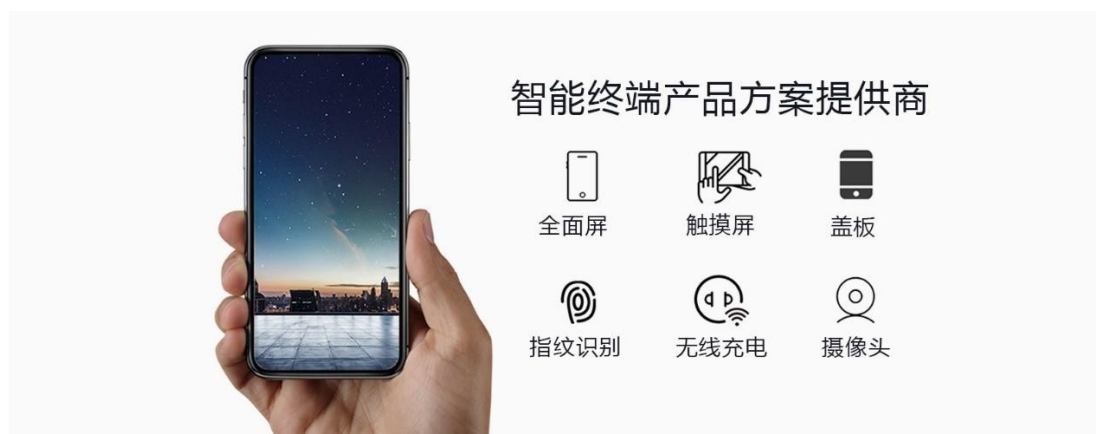 智能终端产品方案提供商
全面屏
触摸屏
盖板
指纹识别
无线充电
摄像头